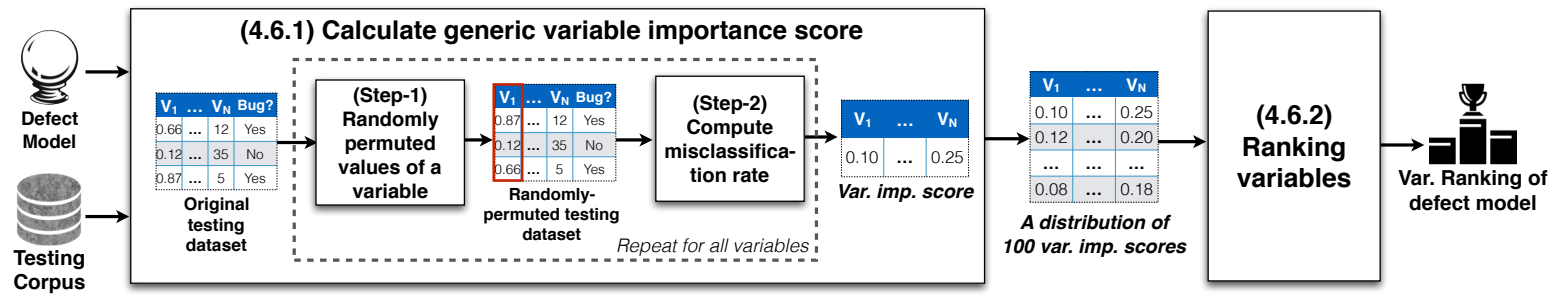 (4.6.1) Calculate generic variable importance score
Defect
Model
Testing
Corpus
V1 ... VN Bug?
0.66 ... 12 Yes
0.12 ... 35 No
0.87 ... 5 Yes
Original
testing
dataset
(Step-1)
Randomly
permuted
values of a
variable
V1 ... VN Bug?
0.87 ... 12 Yes
0.12 ... 35 No
0.66 ... 5 Yes
Randomly-
permuted testing
dataset
(Step-2)
Compute
misclassifica-
tion rate
Repeat for all variables
V1 ... VN
0.10 ... 0.25
Var. imp. score
V1 ... VN
0.10 ... 0.25
0.12 ... 0.20
... ... ...
0.08 ... 0.18
A distribution of
100 var. imp. scores
(4.6.2)
Ranking
variables
Var. Ranking of
defect model